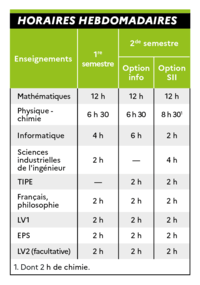 HORAIRES HEBDOMADAIRES
Enseignements
1re semestre
2de semestre
Option info
Option SII
Mathématiques 12 h 12 h 12 h
Physique - chimie 6 h 30 6 h 30 8 h 30¹
Informatique 4 h 6 h 2 h
Sciences industrielles de l'ingénieur 2 h — 4 h
TIPE — 2 h 2 h
Français, philosophie 2 h 2 h 2 h
LV1 2 h 2 h 2 h
EPS 2 h 2 h 2 h
LV2 (facultative) 2 h 2 h 2 h
1. Dont 2 h de chimie.